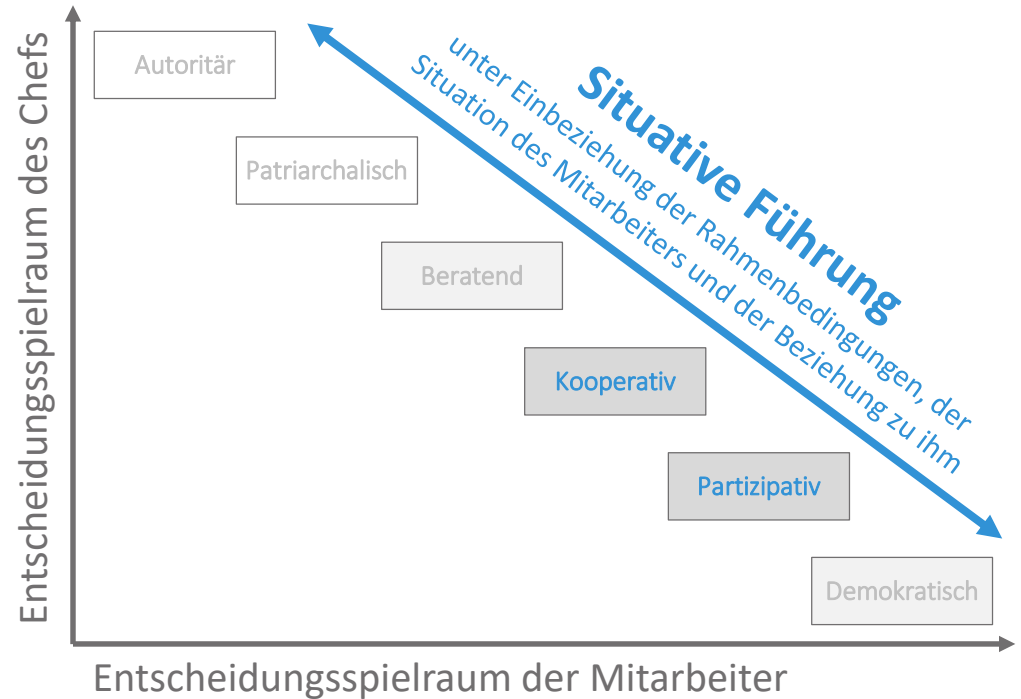 Entscheidungsspielraum des Chefs
Autoritär
Patriarchalisch
Beratend
Kooperativ
Partizipativ
Demokratisch
Situative Führung
unter Einbeziehung der Rahmenbedingungen, der
Situation des Mitarbeiters und der Beziehung zu ihm
Entscheidungsspielraum der Mitarbeiter